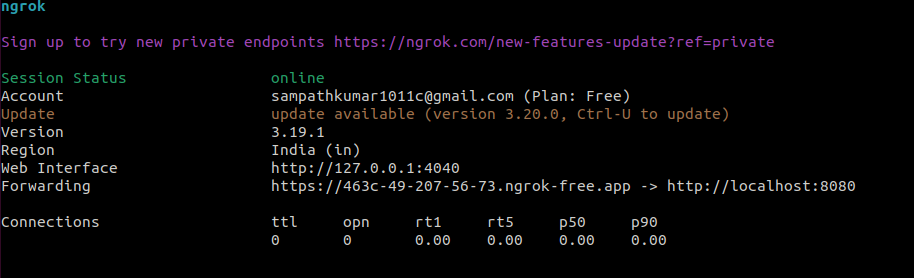 ngrok
Sign up to try new private endpoints https://ngrok.com/new-features-update?ref=private
Session Status online
Account sampathkumar1011c@gmail.com (Plan: Free)
Update update available (version 3.20.0, Ctrl-U to update)
Version 3.19.1
Region India (in)
Web Interface http://127.0.0.1:4040
Forwarding https://463c-49-207-56-73.ngrok-free.app -> http://localhost:8080
Connections ttl opn rt1 rt5 p50 p90
0 0 0.00 0.00 0.00 0.00